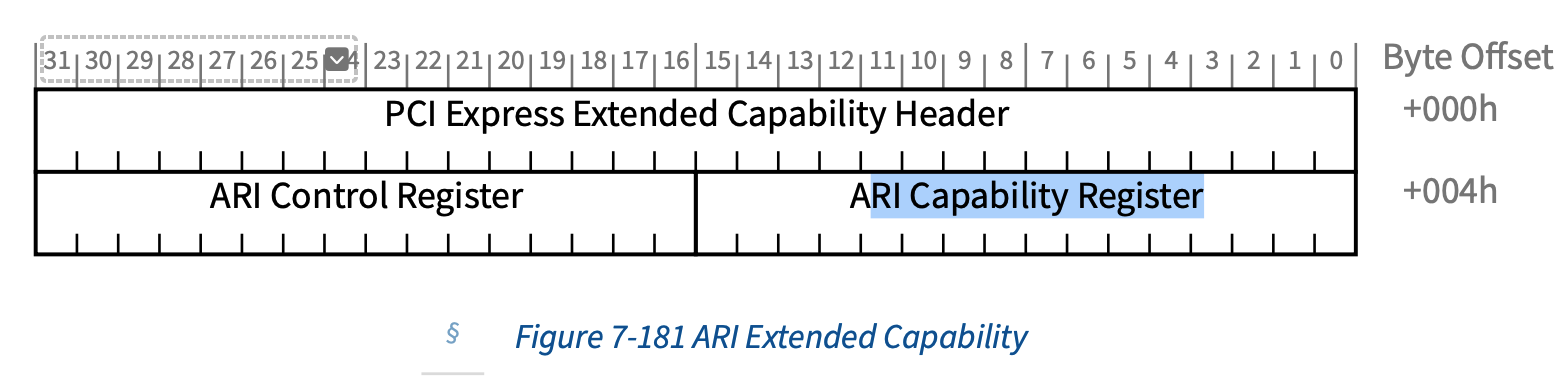 31 30 29 28 27 26 25 4 23 22 21 20 19 18 17 16 15 14 13 12 11 10 9 8 7 6 5 4 3 2 1 0 Byte Offset
PCI Express Extended Capability Header +000h
ARI Control Register ARI Capability Register +004h
§ Figure 7-181 ARI Extended Capability